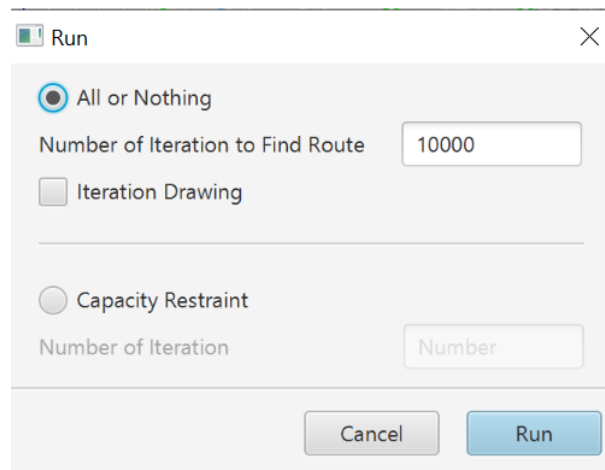 Run
All or Nothing
Number of Iteration to Find Route 10000
Iteration Drawing
Capacity Restraint
Number of Iteration Number
Cancel Run